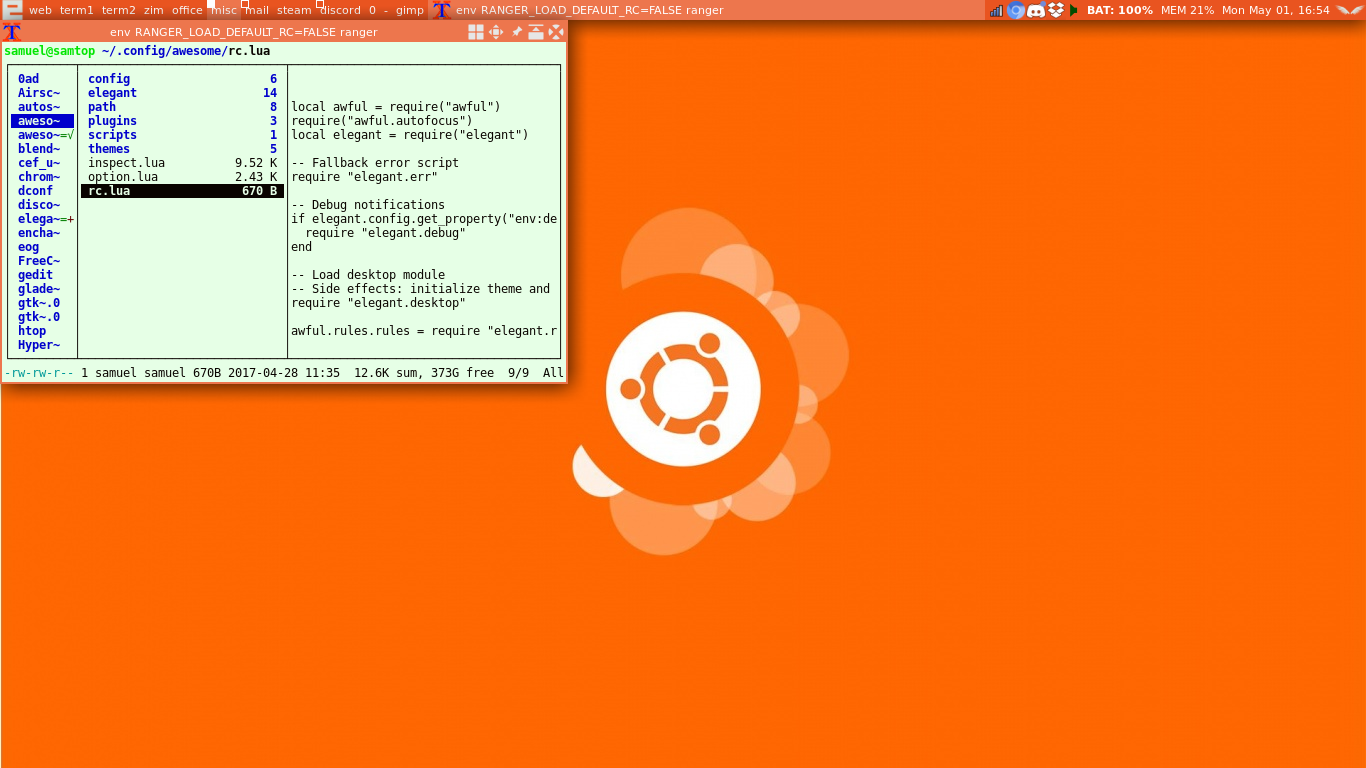 web term1 term2 zim office misc mail steam discord 0 - gimp env RANGER_LOAD_DEFAULT_RC=FALSE ranger BAT: 100% MEM 21% Mon May 01, 16:54
env RANGER_LOAD_DEFAULT_RC=FALSE ranger
samuel@samtop ~/.config/awesome/rc.lua
0ad config 6
Airsc~ elegant 14
autos~ path 8 local awful = require("awful")
aweso~ plugins 3 require("awful.autofocus")
aweso~=√ scripts 1 local elegant = require("elegant")
blend~ themes 5
cef_u~ inspect.lua 9.52 K -- Fallback error script
chrom~ option.lua 2.43 K require "elegant.err"
dconf rc.lua 670 B
disco~ -- Debug notifications
elega~=+ if elegant.config.get_property("env:de
encha~ require "elegant.debug"
eog end
FreeC~
gedit -- Load desktop module
glade~ -- Side effects: initialize theme and
gtk~.0 require "elegant.desktop"
gtk~.0
htop awful.rules.rules = require "elegant.r
Hyper~
-rw-rw-r-- 1 samuel samuel 670B 2017-04-28 11:35 12.6K sum, 373G free 9/9 All